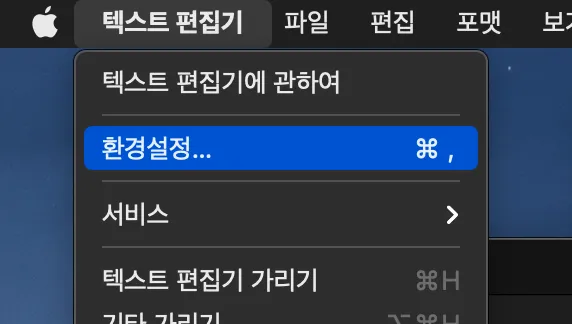 텍스트 편집기 파일 편집 포맷 보기
텍스트 편집기에 관하여
환경설정... ⌘ ,
서비스
텍스트 편집기 가리기 ⌘H
기타 가리기 ⌥⌘H